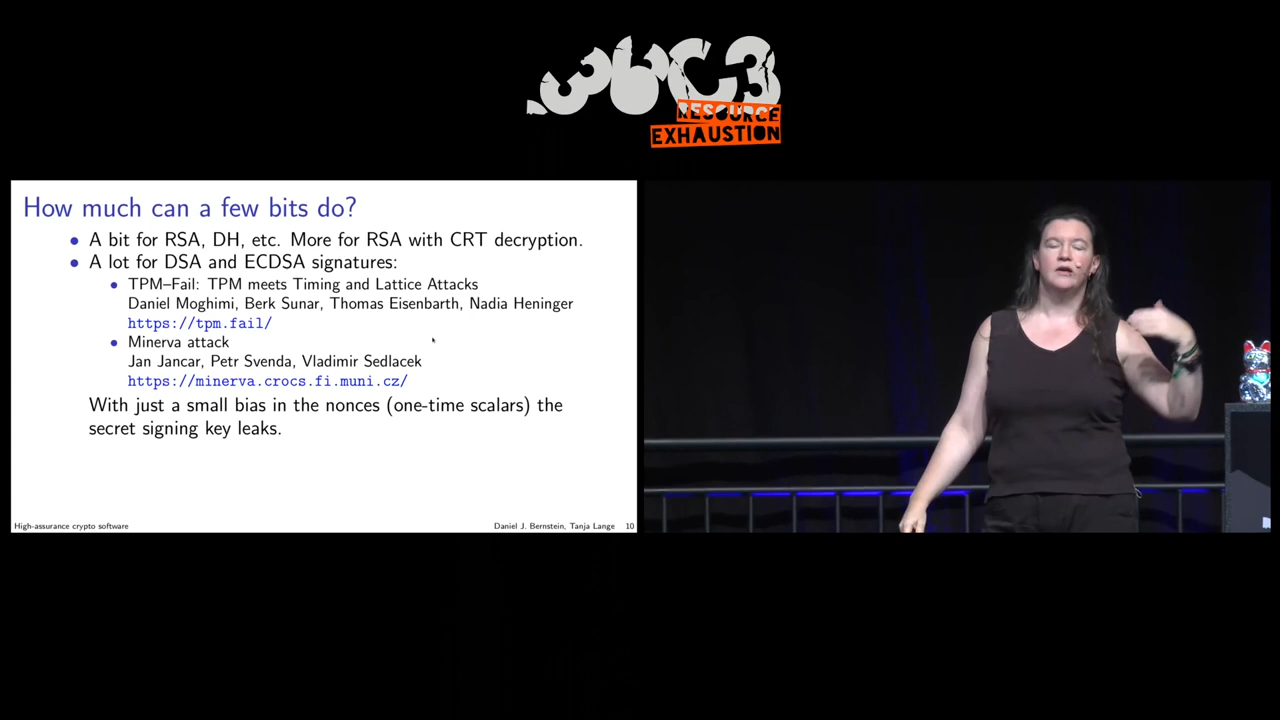 36C3
RESOURCE
EXHAUSTION
How much can a few bits do?
• A bit for RSA, DH, etc. More for RSA with CRT decryption.
• A lot for DSA and ECDSA signatures:
• TPM–Fail: TPM meets Timing and Lattice Attacks
Daniel Moghimi, Berk Sunar, Thomas Eisenbarth, Nadia Heninger
https://tpm.fail/
• Minerva attack
Jan Jancar, Petr Svenda, Vladimir Sedlacek
https://minerva.crocs.fi.muni.cz/
With just a small bias in the nonces (one-time scalars) the
secret signing key leaks.
High-assurance crypto software
Daniel J. Bernstein, Tanja Lange 10